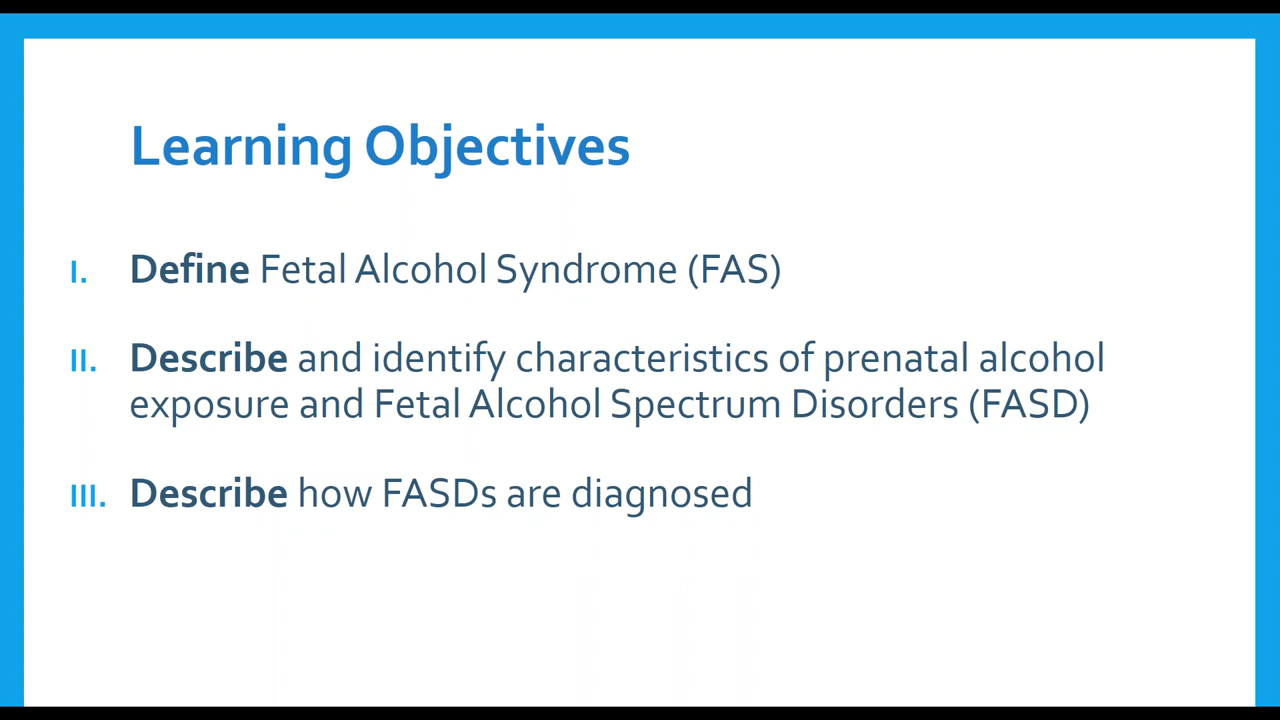 Learning Objectives
I. Define Fetal Alcohol Syndrome (FAS)
II. Describe and identify characteristics of prenatal alcohol
exposure and Fetal Alcohol Spectrum Disorders (FASD)
III. Describe how FASDs are diagnosed